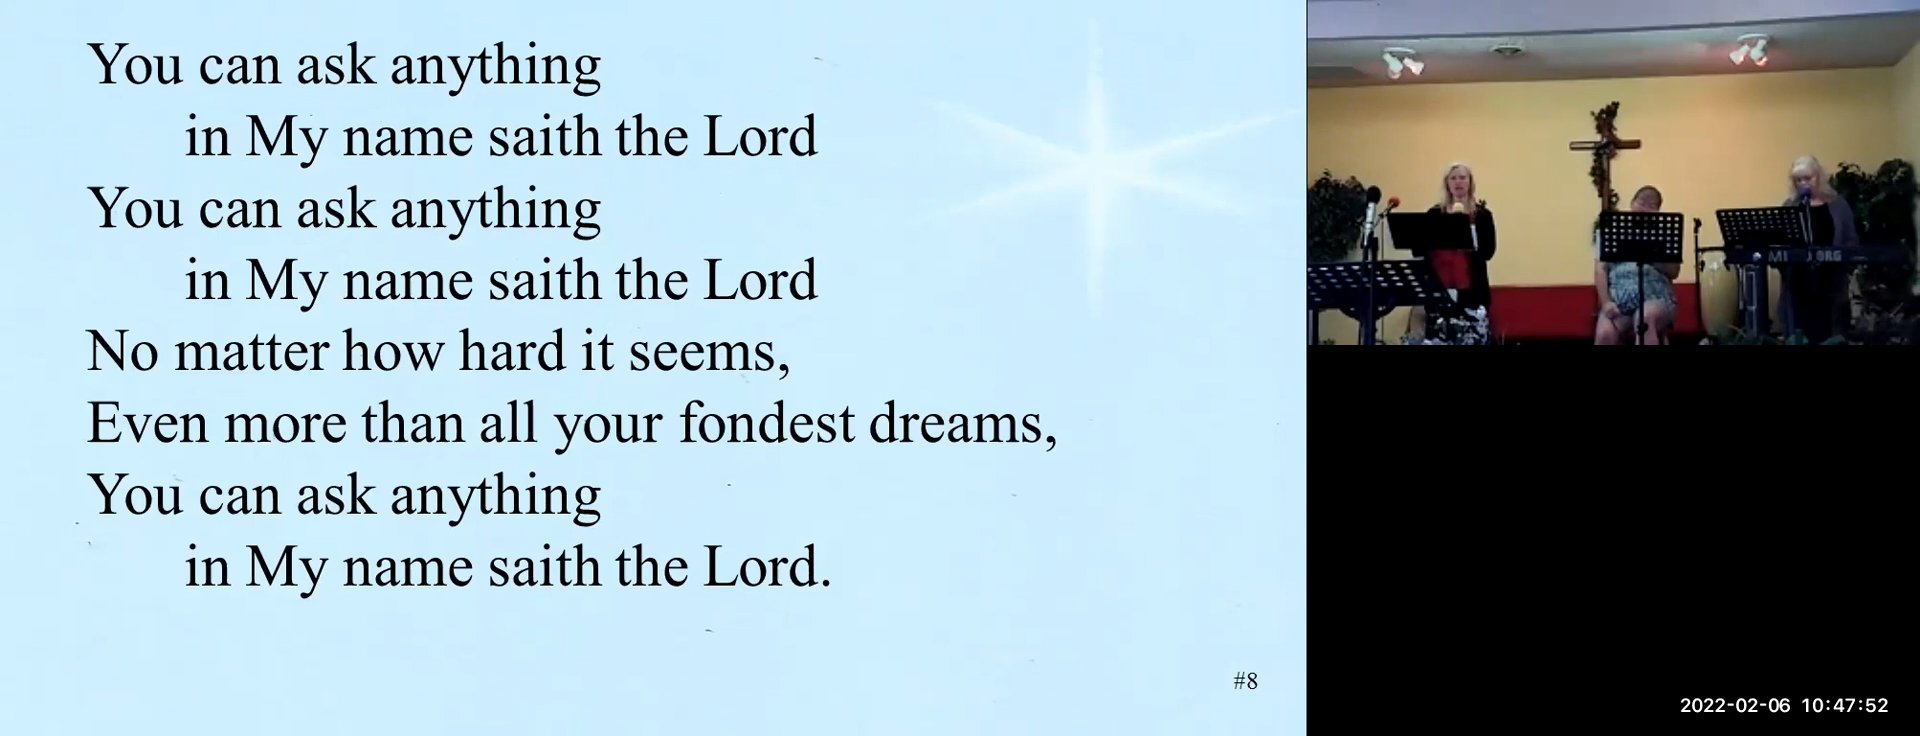 You can ask anything
in My name saith the Lord
You can ask anything
in My name saith the Lord
No matter how hard it seems,
Even more than all your fondest dreams,
You can ask anything
in My name saith the Lord.
#8
2022-02-06 10:47:52